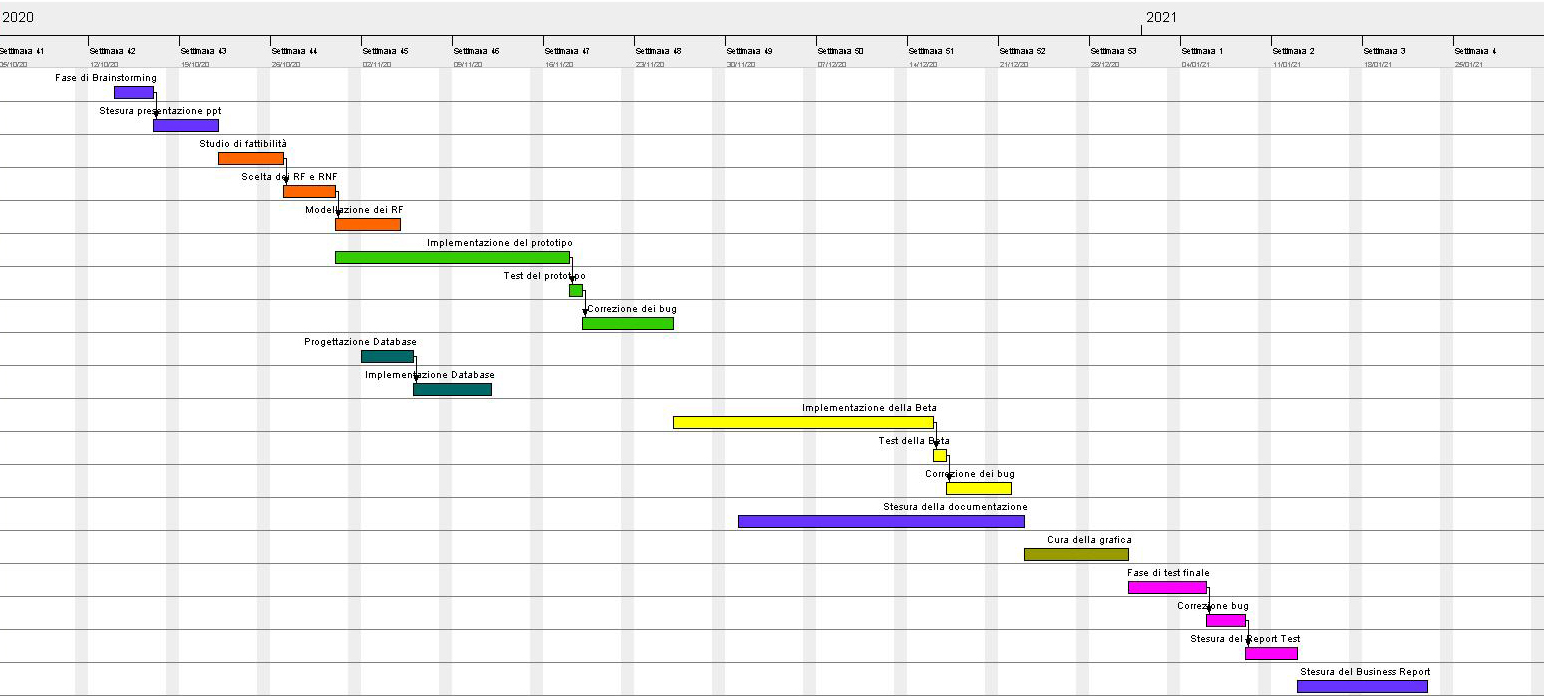 2020
2021
Settimana 41
Settimana 42
Settimana 43
Settimana 44
Settimana 45
Settimana 46
Settimana 47
Settimana 48
Settimana 49
Settimana 50
Settimana 51
Settimana 52
Settimana 53
Settimana 1
Settimana 2
Settimana 3
Settimana 4
12/10/20
19/10/20
26/10/20
02/11/20
09/11/20
16/11/20
23/11/20
30/11/20
07/12/20
14/12/20
21/12/20
28/12/20
04/01/21
11/01/21
18/01/21
25/01/21
Fase di Brainstorming
Stesura presentazione ppt
Studio di fattibilità
Scelta dei RF e RNF
Modellazione dei RF
Implementazione del prototipo
Test del prototipo
Correzione dei bug
Progettazione Database
Implementazione Database
Implementazione della Beta
Test della Beta
Correzione dei bug
Stesura della documentazione
Cura della grafica
Fase di test finale
Correzione bug
Stesura del Report Test
Stesura del Business Report